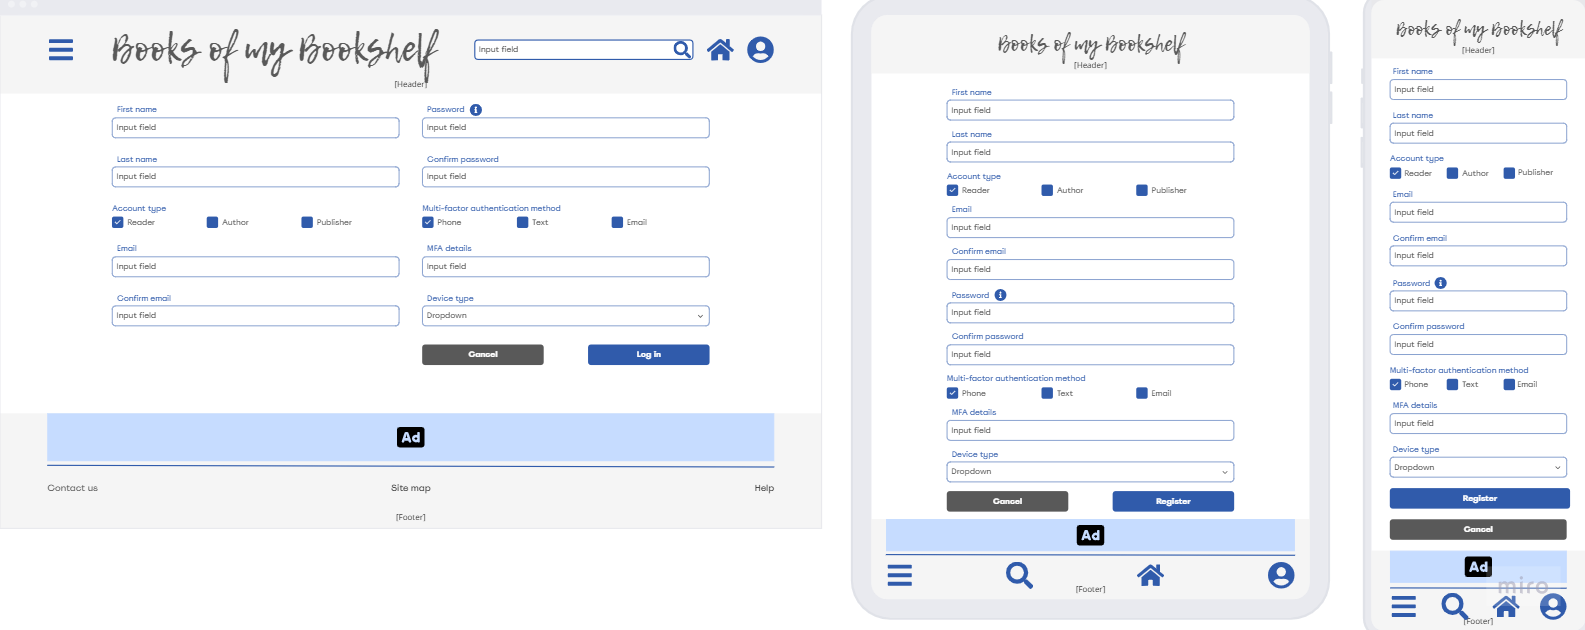 Books of my Bookshelf
Input field
[Header]
First name
Input field
Last name
Input field
Account type
Reader Author Publisher
Email
Input field
Confirm email
Input field
Password
Input field
Confirm password
Input field
Multi-factor authentication method
Phone Text Email
MFA details
Input field
Device type
Dropdown
Cancel Log in
Ad
Contact us Site map Help
[Footer]
Books of my Bookshelf
[Header]
First name
Input field
Last name
Input field
Account type
Reader Author Publisher
Email
Input field
Confirm email
Input field
Password
Input field
Confirm password
Input field
Multi-factor authentication method
Phone Text Email
MFA details
Input field
Device type
Dropdown
Cancel Register
Ad
[Footer]
Books of my Bookshelf
[Header]
First name
Input field
Last name
Input field
Account type
Reader Author Publisher
Email
Input field
Confirm email
Input field
Password
Input field
Confirm password
Input field
Multi-factor authentication method
Phone Text Email
MFA details
Input field
Device type
Dropdown
Register
Cancel
Ad
miro
[Footer]